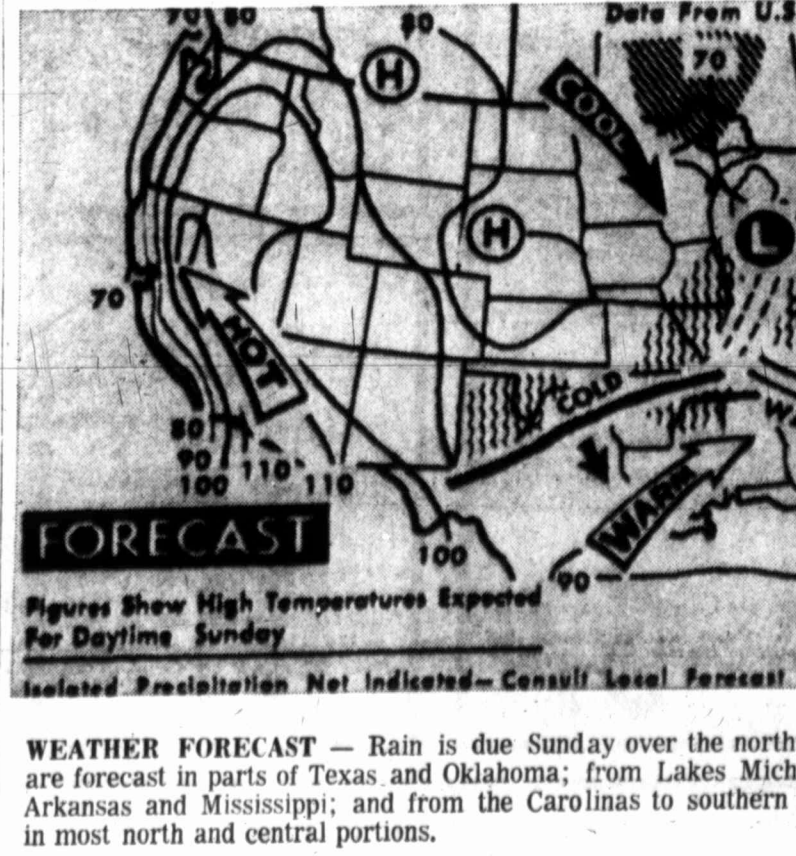 70 80
80
Data From U.S
70
H
COOL
H
L
70
HOT
COLD
80
90
100
110
110
WARM
100
90
FORECAST
Figures Show High Temperatures Expected
For Daytime Sunday
Isolated Precipitation Not Indicated— Consult Local Forecast
WEATHER FORECAST — Rain is due Sunday over the north
are forecast in parts of Texas and Oklahoma; from Lakes Mich
Arkansas and Mississippi; and from the Carolinas to southern
in most north and central portions.